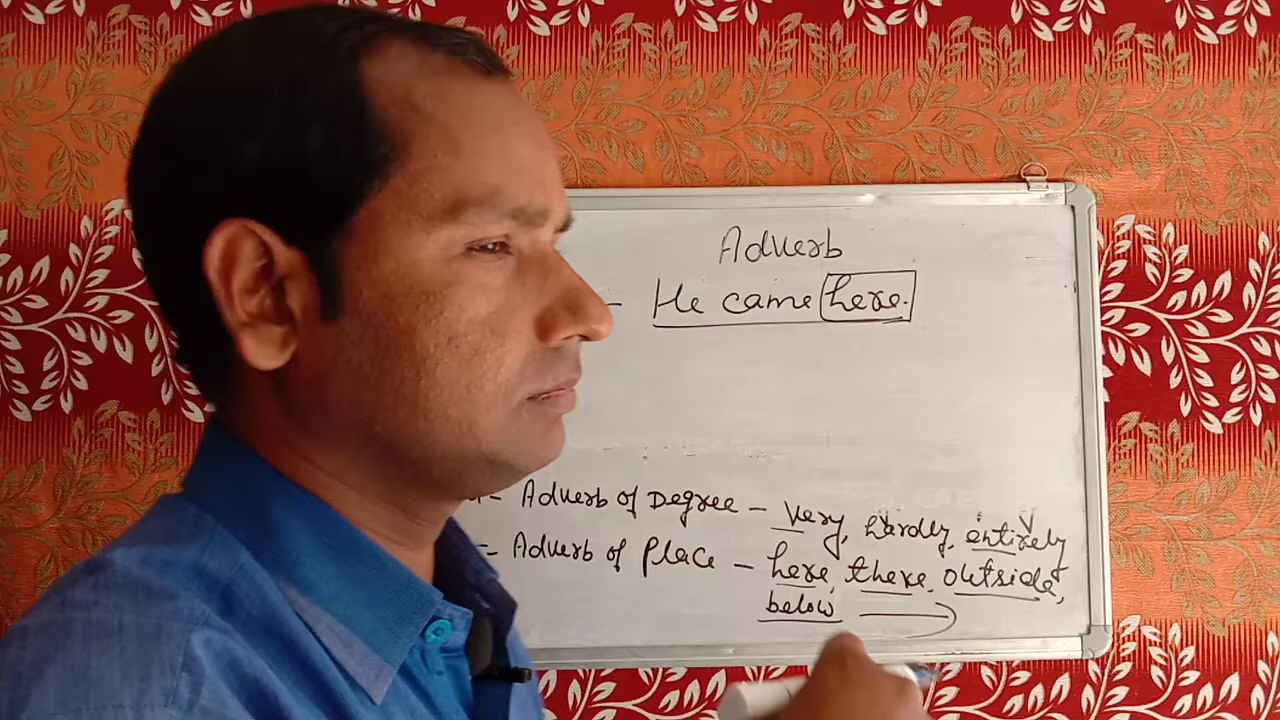 Adverb
- He came here.
- Adverb of Degree - very, hardly, entirely
= Adverb of Place - here, there, outside,
below